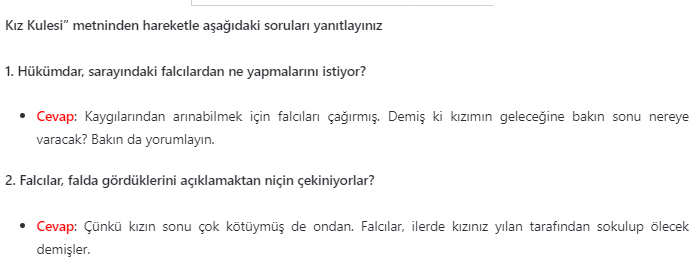 Kız Kulesi” metninden hareketle aşağıdaki soruları yanıtlayınız
1. Hükümdar, sarayındaki falcılardan ne yapmalarını istiyor?
• Cevap: Kaygılarından arınabilmek için falcıları çağırmış. Demiş ki kızımın geleceğine bakın sonu nereye
varacak? Bakın da yorumlayın.
2. Falcılar, falda gördüklerini açıklamaktan niçin çekiniyorlar?
• Cevap: Çünkü kızın sonu çok kötüymüş de ondan. Falcılar, ilerde kızınız yılan tarafından sokulup ölecek
demişler.